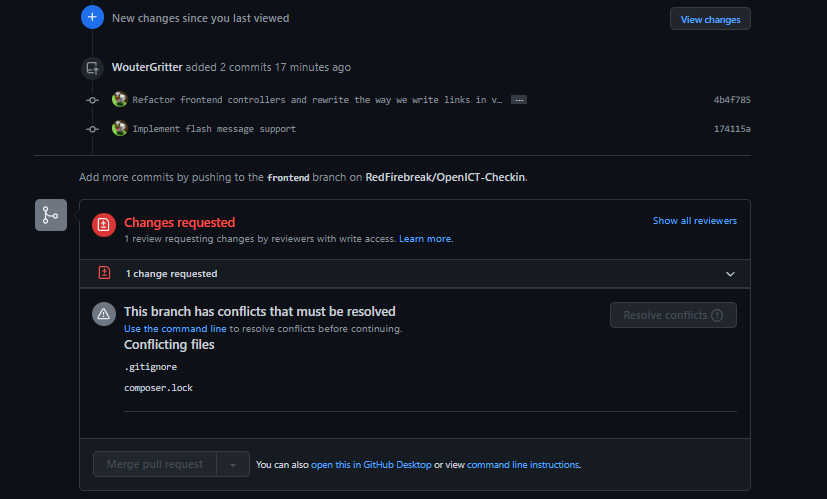 New changes since you last viewed
View changes
WouterGritter added 2 commits 17 minutes ago
Refactor frontend controllers and rewrite the way we write links in v… ...
4b4f785
Implement flash message support
174115a
Add more commits by pushing to the frontend branch on RedFirebreak/OpenICT-Checkin.
Changes requested
Show all reviewers
1 review requesting changes by reviewers with write access. Learn more.
1 change requested
This branch has conflicts that must be resolved
Resolve conflicts
Use the command line to resolve conflicts before continuing.
Conflicting files
.gitignore
composer.lock
Merge pull request
You can also open this in GitHub Desktop or view command line instructions.